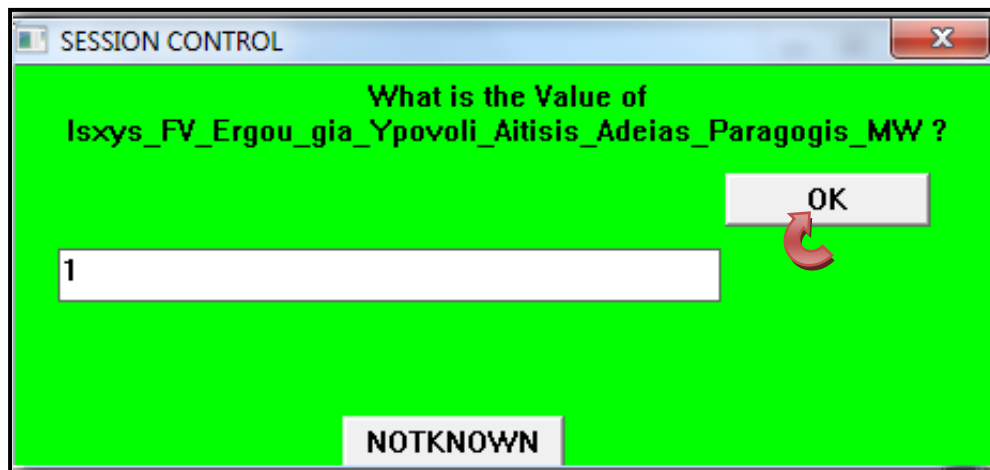 SESSION CONTROL
What is the Value of
Isxys_FV_Ergou_gia_Ypovoli_Aitisis_Adeias_Paragogis_MW ?
OK
1
NOTKNOWN